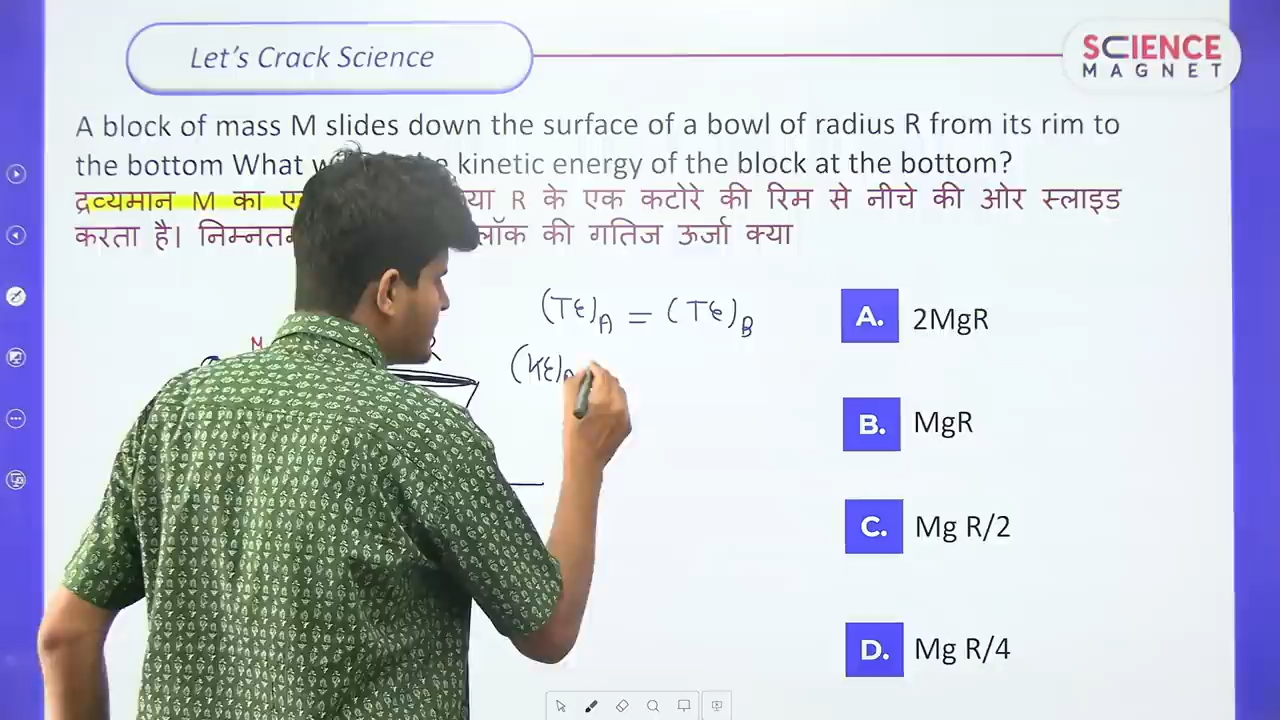 Let's Crack Science
SCIENCE
MAGNET
A block of mass M slides down the surface of a bowl of radius R from its rim to
the bottom What kinetic energy of the block at the bottom?
द्रव्यमान M का R के एक कटोरे की रिम से नीचे की ओर स्लाइड
करता है। की गतिज ऊर्जा क्या
(TE)A = (TE)B
(KE)
M
R
A. 2MgR
B. MgR
C. Mg R/2
D. Mg R/4